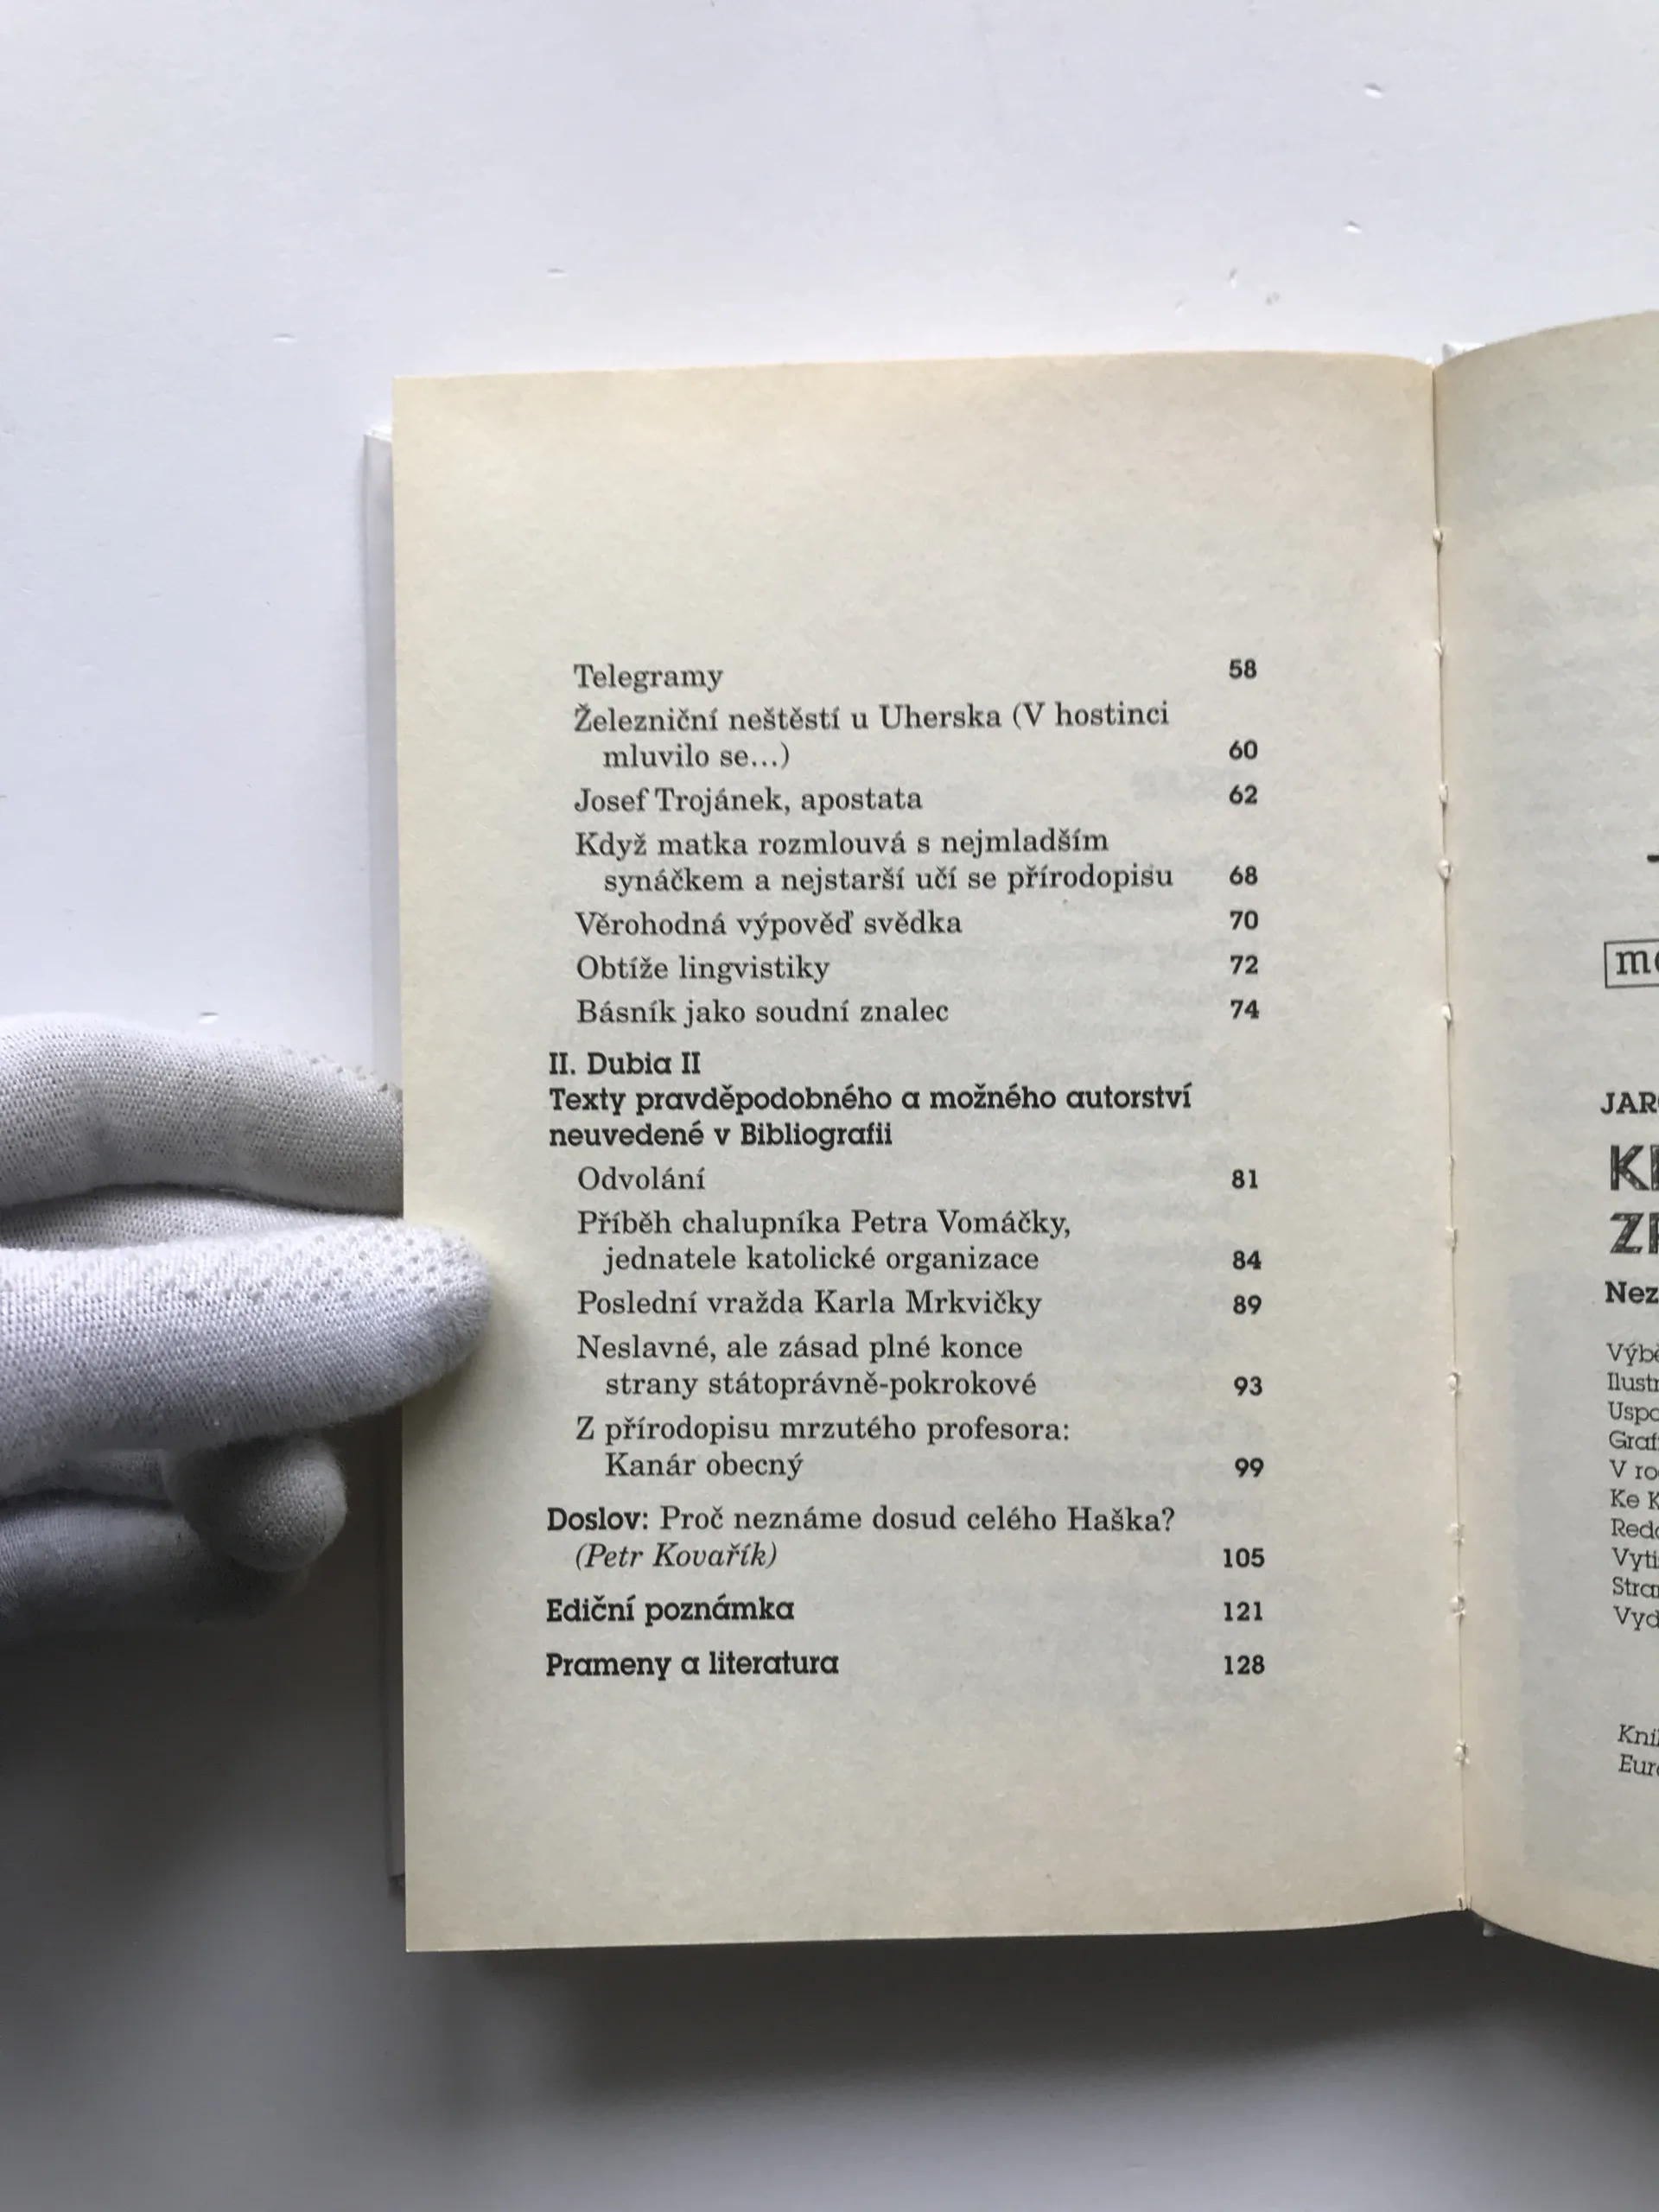 Telegramy 58
Železniční neštěstí u Uherska (V hostinci
mluvilo se...) 60
Josef Trojánek, apostata 62
Když matka rozmlouvá s nejmladším
synáčkem a nejstarší učí se přírodopisu 68
Věrohodná výpověď svědka 70
Obtíže lingvistiky 72
Básník jako soudní znalec 74
II. Dubia II
Texty pravděpodobného a možného autorství
neuvedené v Bibliografii
Odvolání 81
Příběh chalupníka Petra Vomáčky,
jednatele katolické organizace 84
Poslední vražda Karla Mrkvičky 89
Neslavné, ale zásad plné konce
strany státoprávně-pokrokové 93
Z přírodopisu mrzutého profesora:
Kanár obecný 99
Doslov: Proč neznáme dosud celého Haška?
(Petr Kovařík) 105
Ediční poznámka 121
Prameny a literatura 128
V
Ke